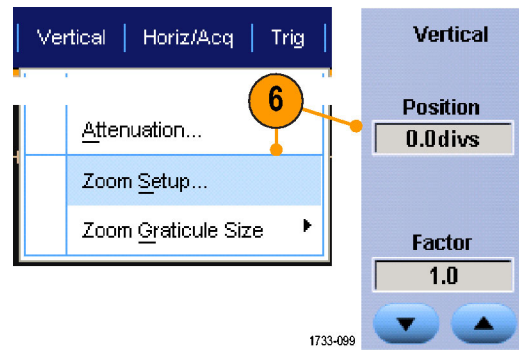 Vertical Horiz/Acq Trig
6
Attenuation...
Zoom Setup...
Zoom Graticule Size
Vertical
Position
0.0divs
Factor
1.0
1733-099